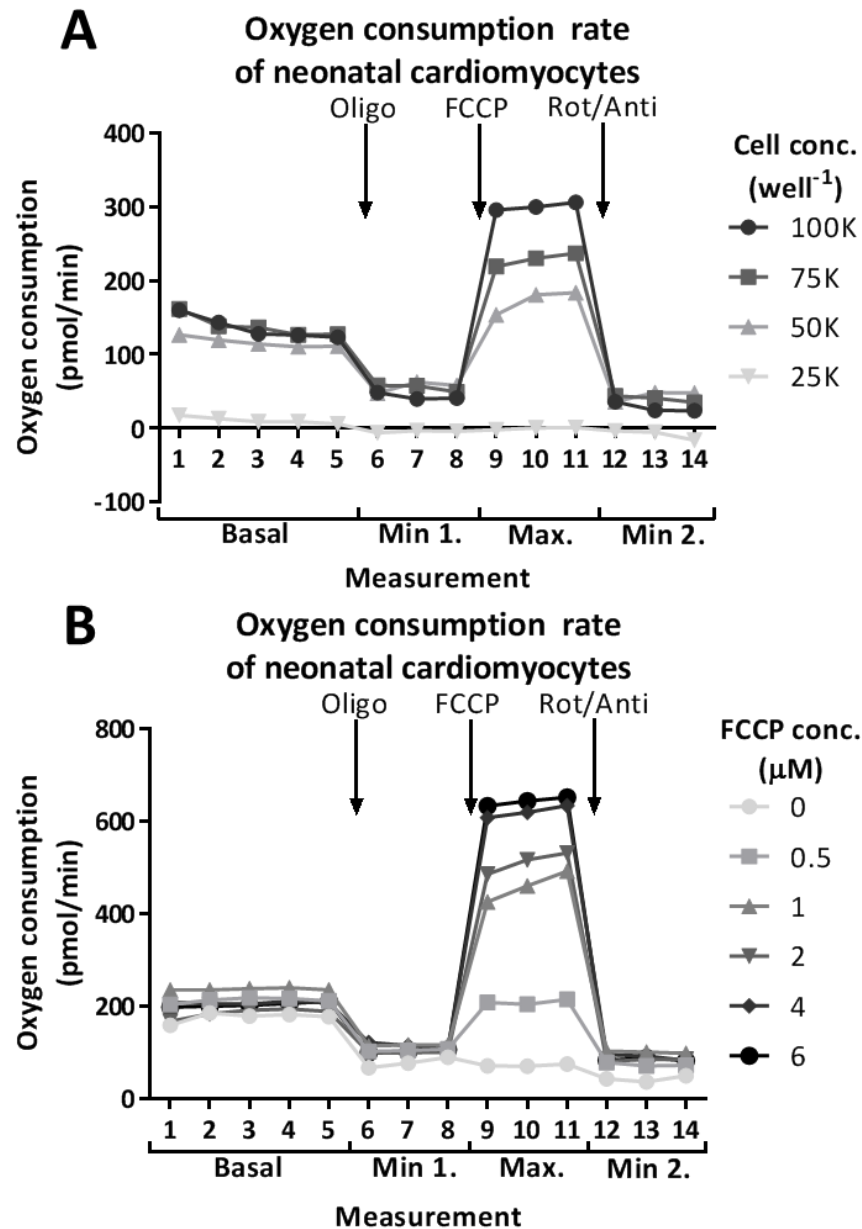 A
Oxygen consumption rate
of neonatal cardiomyocytes
Oligo FCCP Rot/Anti
400
300
200
100
0
-100
Oxygen consumption
(pmol/min)
1 2 3 4 5 6 7 8 9 10 11 12 13 14
Basal Min 1. Max. Min 2.
Measurement
Cell conc.
(well-1)
100K
75K
50K
25K
B
Oxygen consumption rate
of neonatal cardiomyocytes
Oligo FCCP Rot/Anti
800
600
400
200
0
Oxygen consumption
(pmol/min)
1 2 3 4 5 6 7 8 9 10 11 12 13 14
Basal Min 1. Max. Min 2.
Measurement
FCCP conc.
(μM)
0
0.5
1
2
4
6